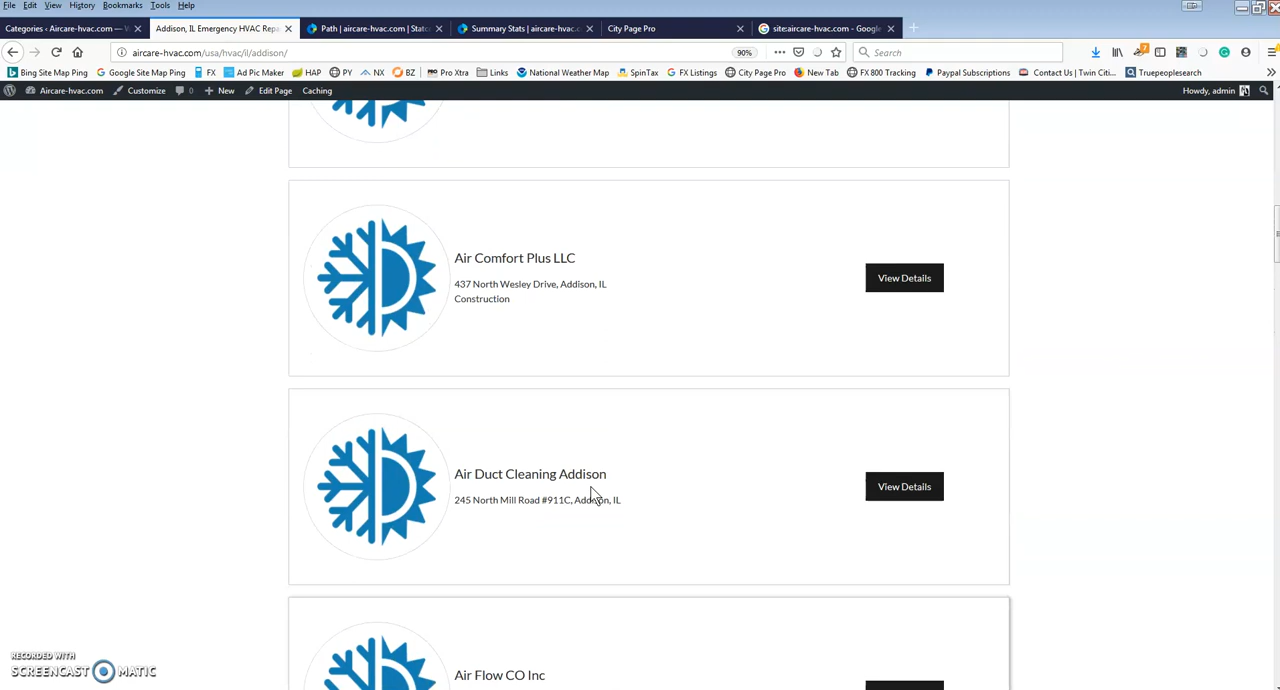 File Edit View History Bookmarks Tools Help
Categories - Aircare-hvac.com — W Addison, IL Emergency HVAC Repa Path | aircare-hvac.com | Statco Summary Stats | aircare-hvac.co City Page Pro site:aircare-hvac.com - Google
aircare-hvac.com/usa/hvac/il/addison/ 90% Search
Bing Site Map Ping Google Site Map Ping FX Ad Pic Maker HAP PY NX BZ Pro Xtra Links National Weather Map SpinTax FX Listings City Page Pro New Tab FX 800 Tracking Paypal Subscriptions Contact Us | Twin Citi... Truepeoplesearch
Aircare-hvac.com Customize 0 New Edit Page Caching Howdy, admin
Air Comfort Plus LLC
437 North Wesley Drive, Addison, IL
Construction
View Details
Air Duct Cleaning Addison
245 North Mill Road #911C, Addison, IL
View Details
Air Flow CO Inc
RECORDED WITH
SCREENCAST MATIC